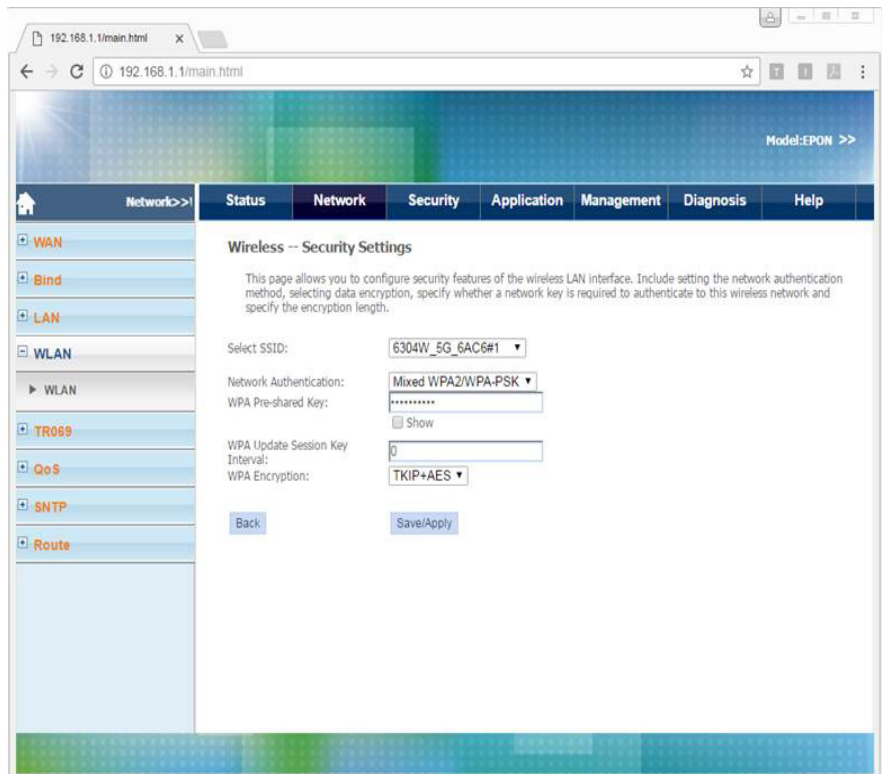 192.168.1.1/main.html
192.168.1.1/main.html
Model:EPON >>
Network>>
Status Network Security Application Management Diagnosis Help
WAN
Bind
LAN
WLAN
WLAN
TR069
QoS
SNTP
Route
Wireless -- Security Settings
This page allows you to configure security features of the wireless LAN interface. Include setting the network authentication
method, selecting data encryption, specify whether a network key is required to authenticate to this wireless network and
specify the encryption length.
Select SSID: 6304W_5G_6AC6#1
Network Authentication: Mixed WPA2/WPA-PSK
WPA Pre-shared Key: ••••••••••
Show
WPA Update Session Key
Interval: 0
WPA Encryption: TKIP+AES
Back Save/Apply